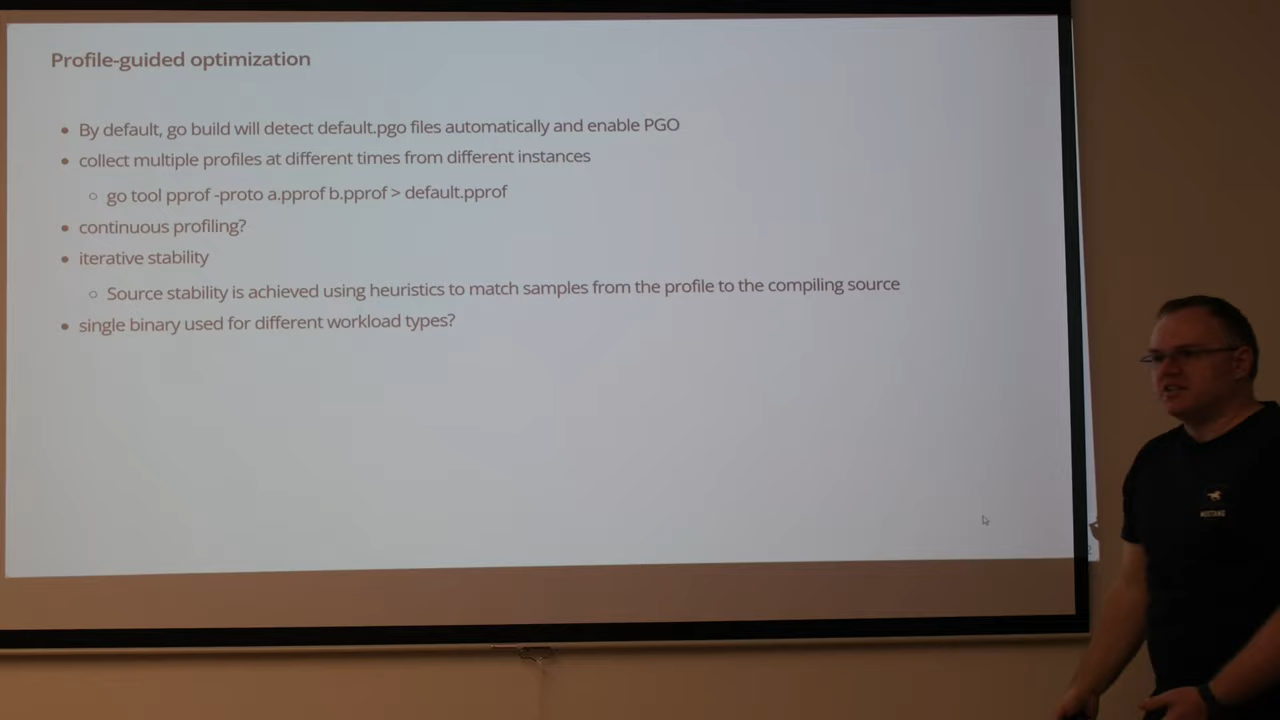 Profile-guided optimization
• By default, go build will detect default.pgo files automatically and enable PGO
• collect multiple profiles at different times from different instances
○ go tool pprof -proto a.pprof b.pprof > default.pprof
• continuous profiling?
• iterative stability
○ Source stability is achieved using heuristics to match samples from the profile to the compiling source
• single binary used for different workload types?
MUSTANG